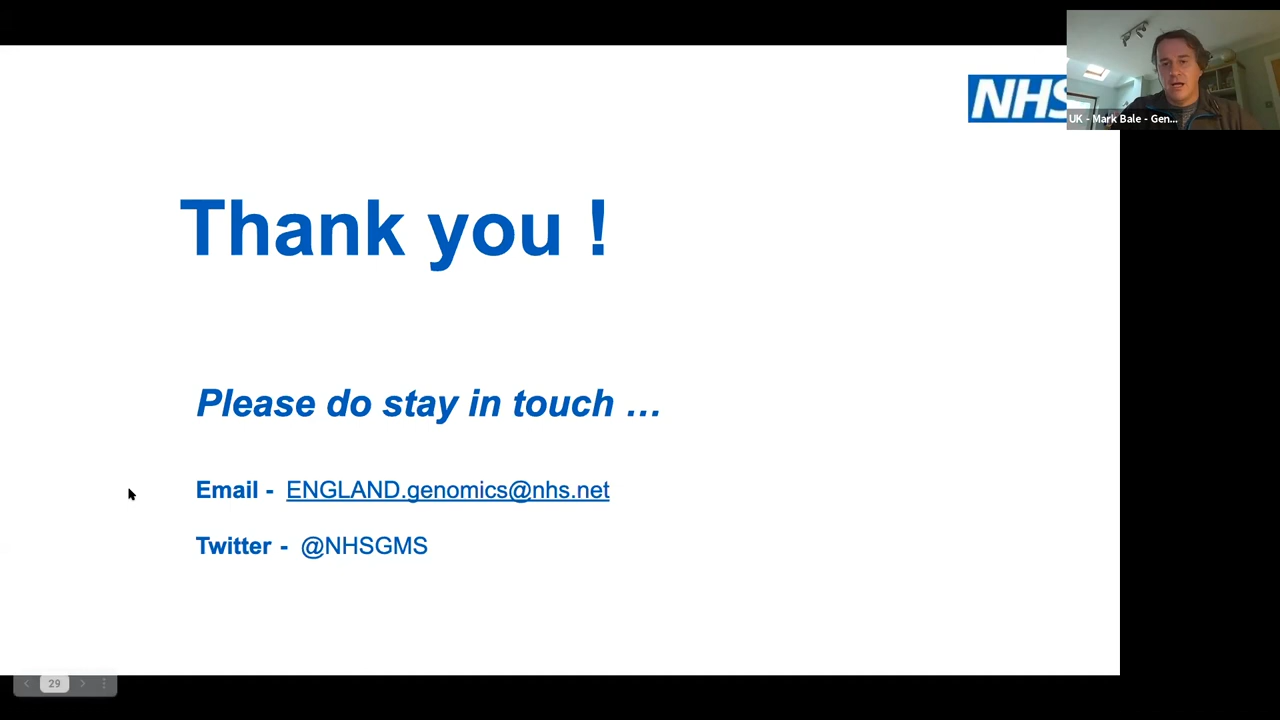 NHS
UK - Mark Bale - Gen...
Thank you !
Please do stay in touch …
Email - ENGLAND.genomics@nhs.net
Twitter - @NHSGMS
29